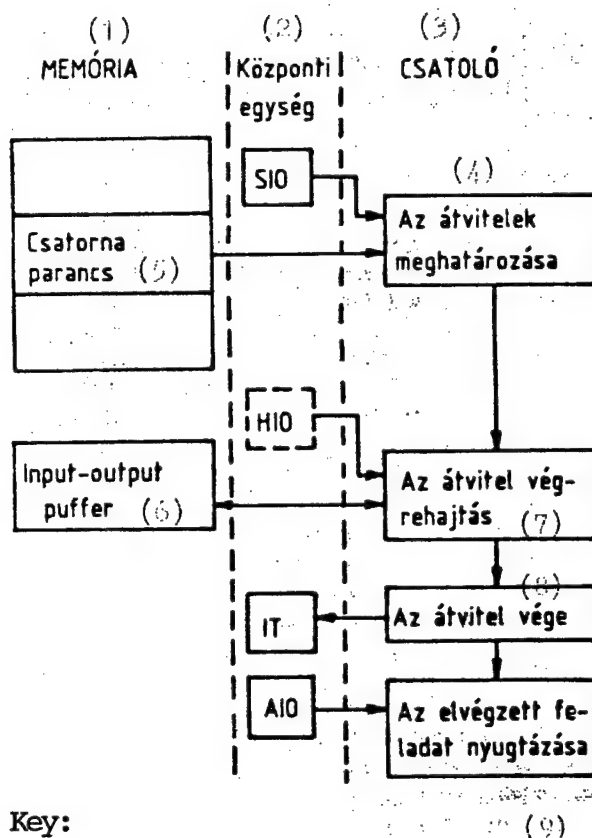 (1) (2) (3)
MEMÓRIA Központi egység CSATOLÓ
SIO
(4)
Az átvitelek
meghatározása
Csatorna
parancs (5)
HIO
Input-output
puffer (6)
Az átvitel vég-
rehajtás (7)
(8)
IT
Az átvitel vége
AIO
Az elvégzett fe-
ladat nyugtázása
Key: (9)